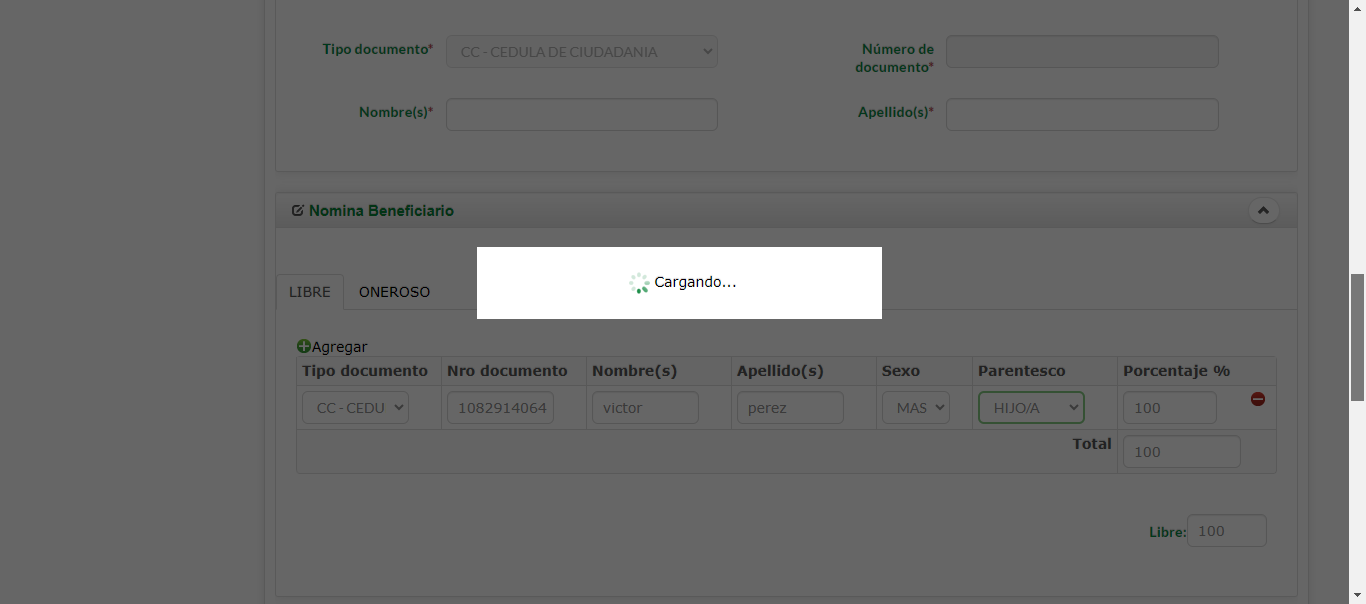 Tipo documento* CC - CEDULA DE CIUDADANIA Número de documento*
Nombre(s)* Apellido(s)*
Nomina Beneficiario
Cargando...
LIBRE ONEROSO
Agregar
Tipo documento Nro documento Nombre(s) Apellido(s) Sexo Parentesco Porcentaje %
CC - CEDU 1082914064 victor perez MAS HIJO/A 100
Total 100
Libre: 100